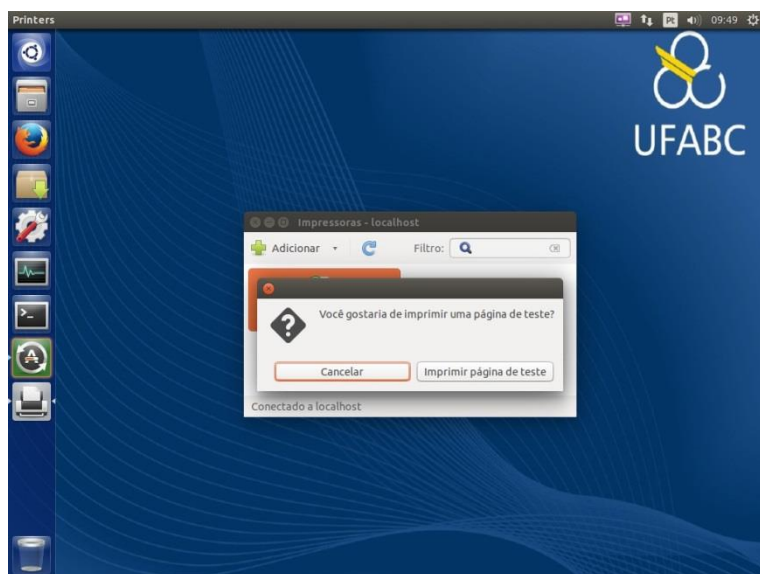 Printers
Pt
09:49
UFABC
Impressoras - localhost
Adicionar
Filtro:
Você gostaria de imprimir uma página de teste?
Cancelar
Imprimir página de teste
Conectado a localhost